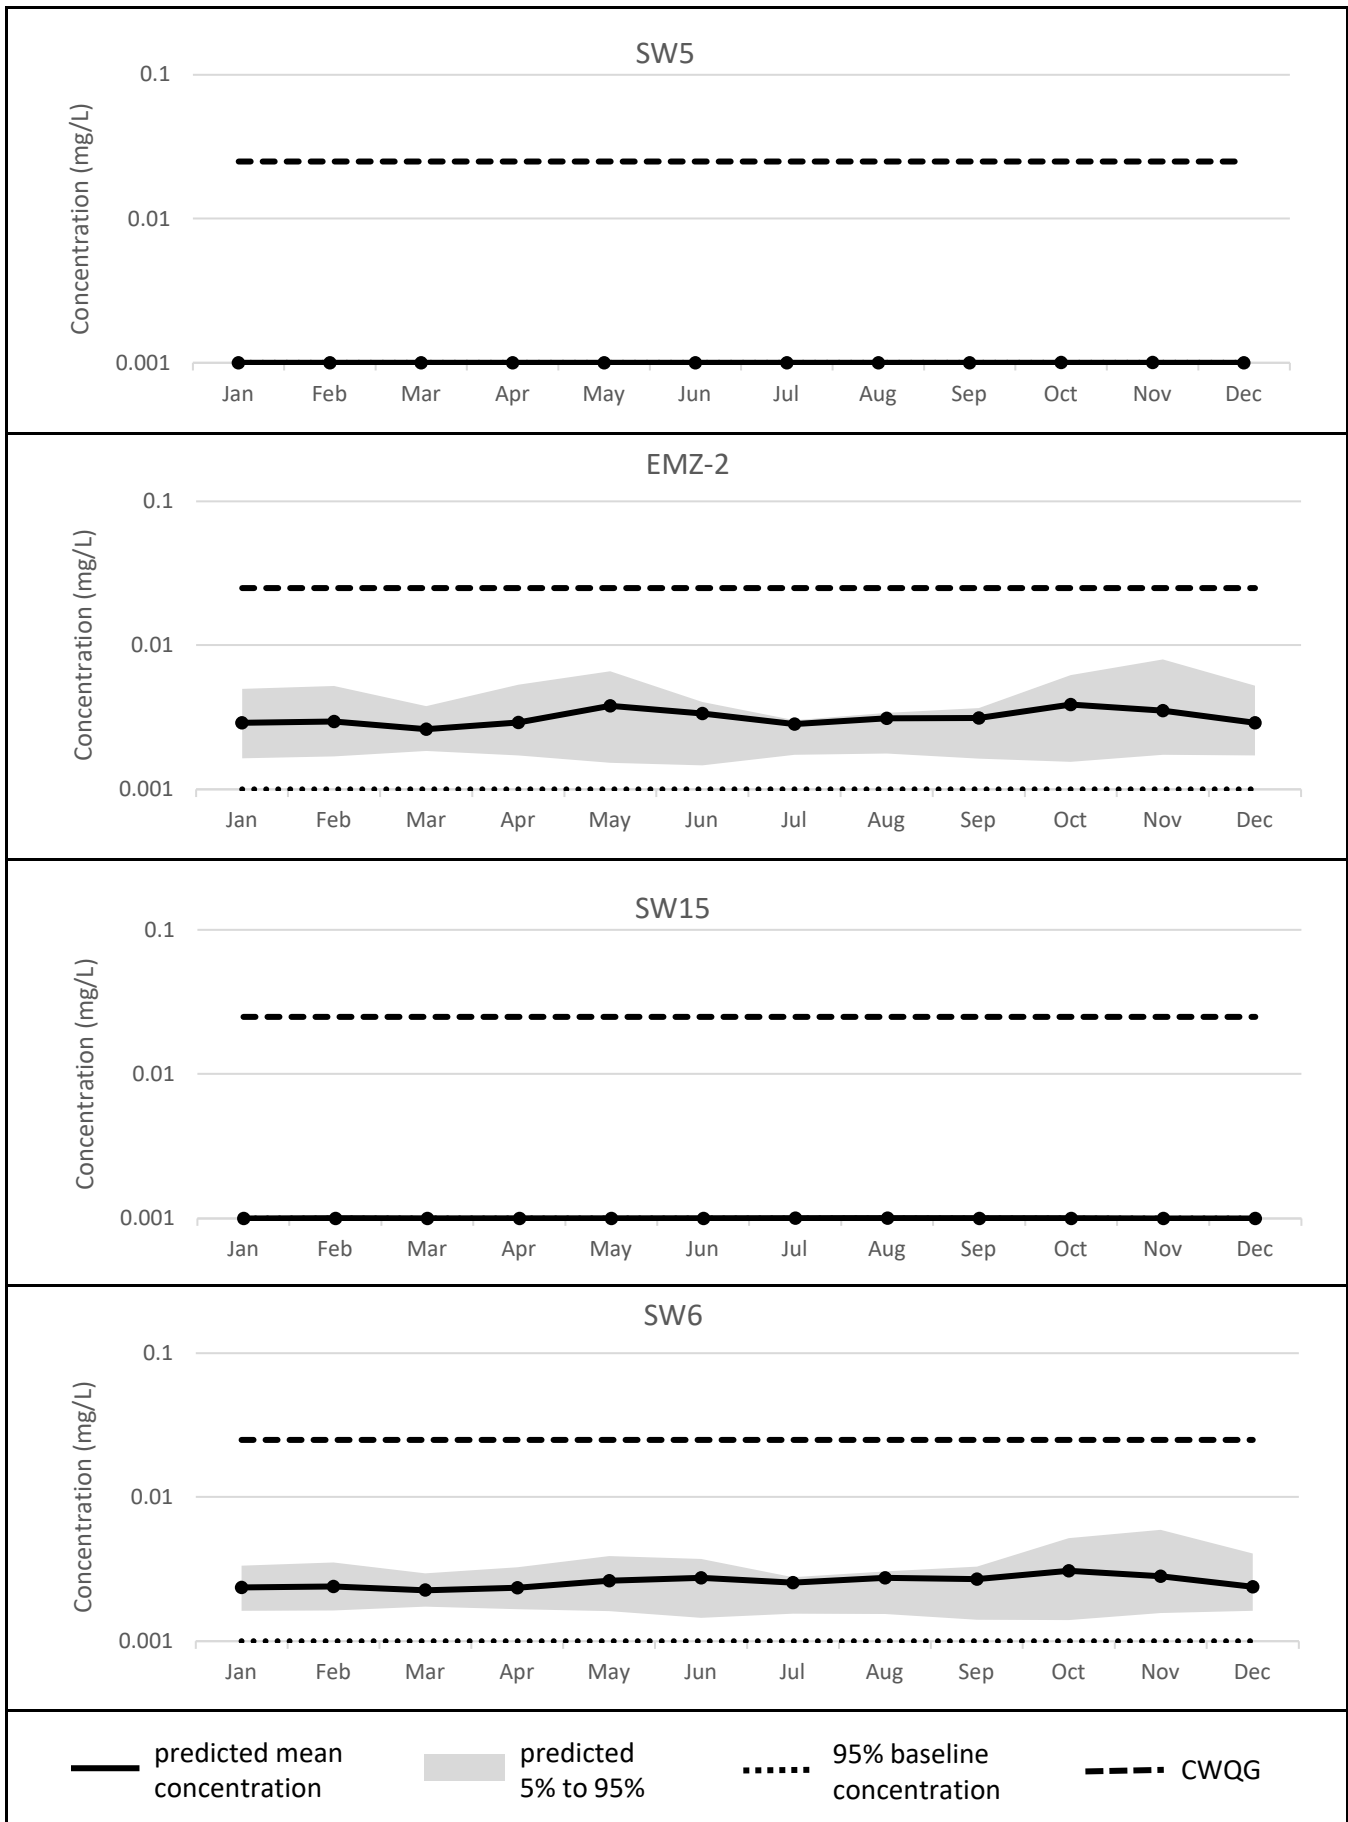 SW5
0.1
0.01
0.001
Concentration (mg/L)
Jan Feb Mar Apr May Jun Jul Aug Sep Oct Nov Dec
EMZ-2
0.1
0.01
0.001
Concentration (mg/L)
Jan Feb Mar Apr May Jun Jul Aug Sep Oct Nov Dec
SW15
0.1
0.01
0.001
Concentration (mg/L)
Jan Feb Mar Apr May Jun Jul Aug Sep Oct Nov Dec
SW6
0.1
0.01
0.001
Concentration (mg/L)
Jan Feb Mar Apr May Jun Jul Aug Sep Oct Nov Dec
predicted mean
concentration
predicted
5% to 95%
95% baseline
concentration
CWQG